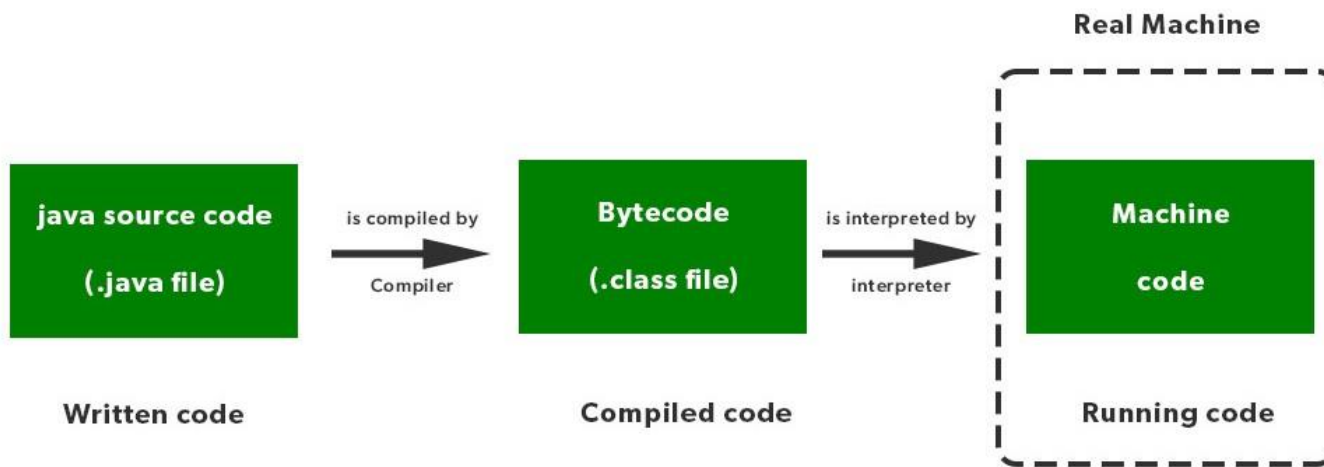 Real Machine
java source code
(.java file)
is compiled by
Compiler
Bytecode
(.class file)
is interpreted by
interpreter
Machine
code
Written code
Compiled code
Running code